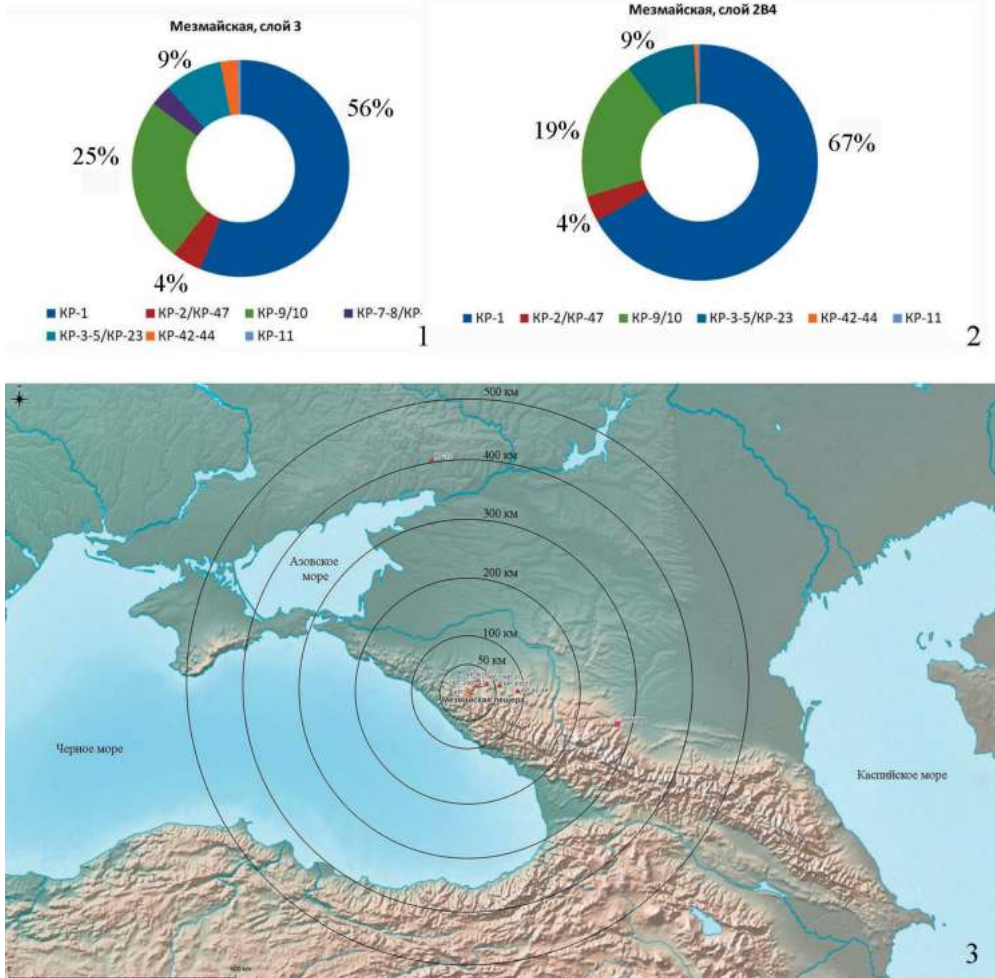 Мезмайская, слой 3
9%
56%
25%
4%
КР-1 КР-2/КР-47 КР-9/10 КР-7-8/КР-
КР-3-5/КР-23 КР-42-44 КР-11
1
Мезмайская, слой 2В4
9%
19%
67%
4%
КР-1 КР-2/КР-47 КР-9/10 КР-3-5/КР-23 КР-42-44 КР-11
2
500 км
400 км
300 км
Азовское
море
200 км
100 км
50 км
Мезмайская пещера
Черное море
Каспийское море
3